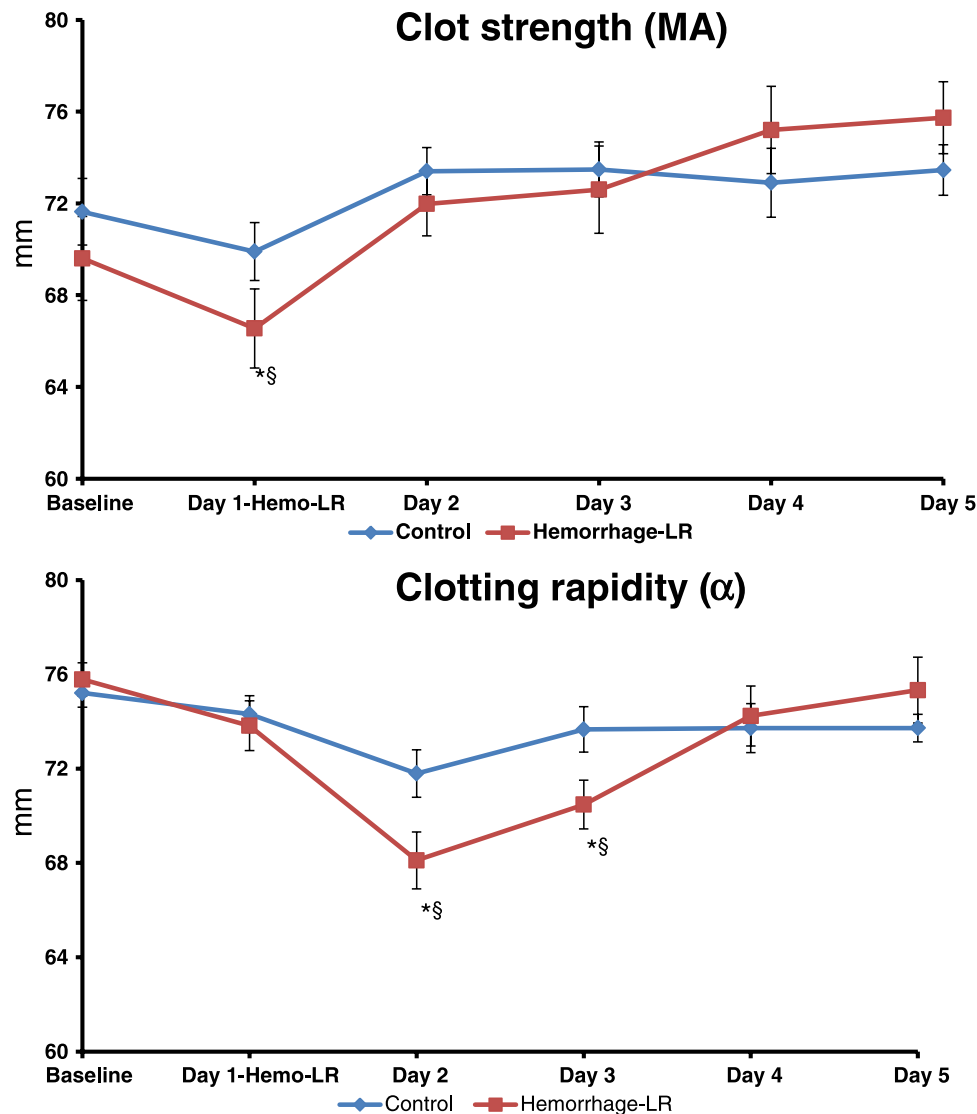 Clot strength (MA)
80
76
72
68
64
60
mm
*§
Baseline Day 1-Hemo-LR Day 2 Day 3 Day 4 Day 5
Control Hemorrhage-LR
Clotting rapidity (α)
80
76
72
68
64
60
mm
*§
*§
Baseline Day 1-Hemo-LR Day 2 Day 3 Day 4 Day 5
Control Hemorrhage-LR